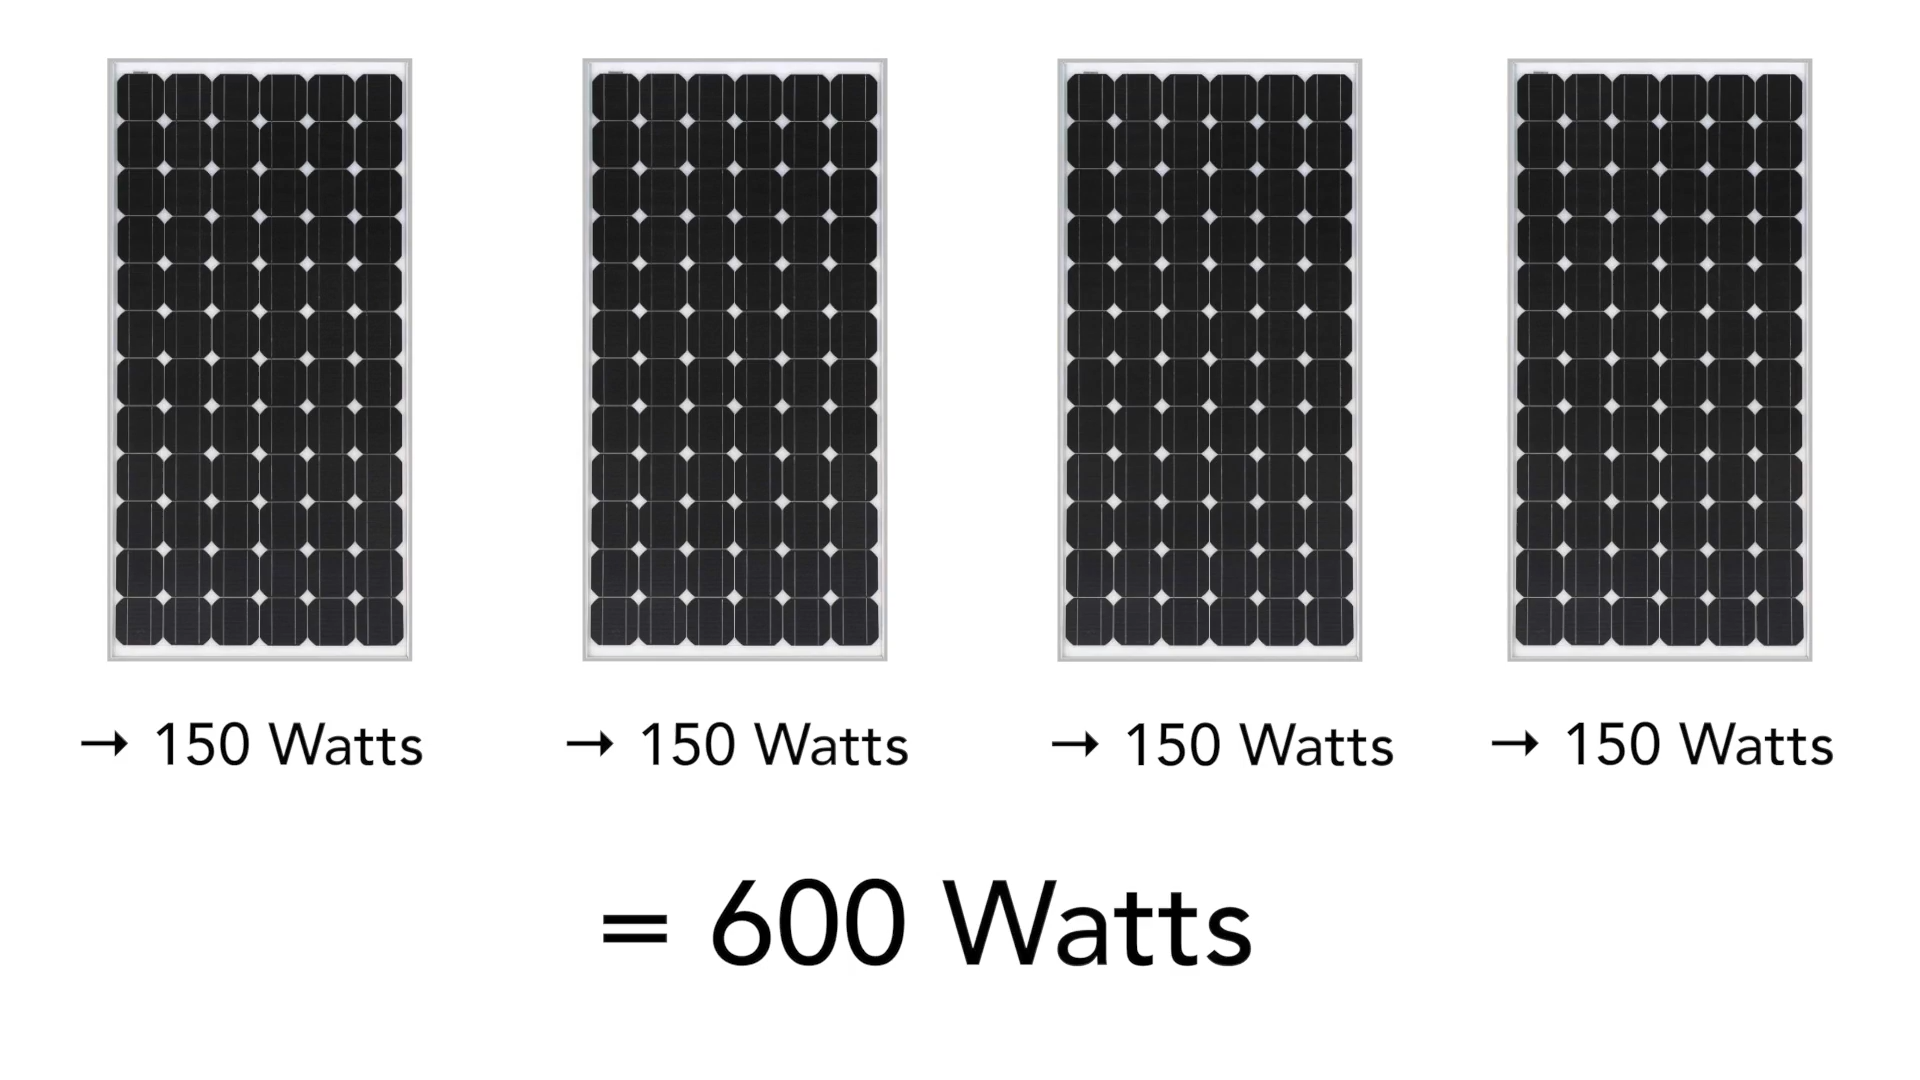 → 150 Watts → 150 Watts → 150 Watts → 150 Watts
= 600 Watts